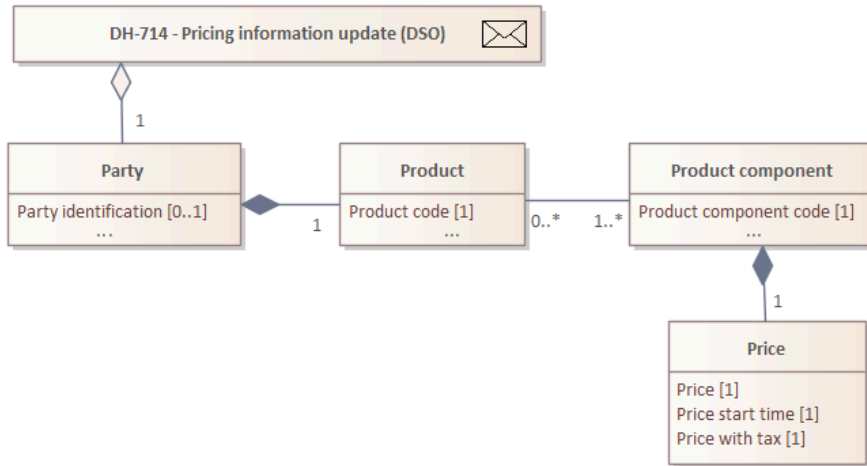 DH-714 - Pricing information update (DSO)
1
Party
Party identification [0..1]
...
1
Product
Product code [1]
...
0..*
1..*
Product component
Product component code [1]
...
1
Price
Price [1]
Price start time [1]
Price with tax [1]